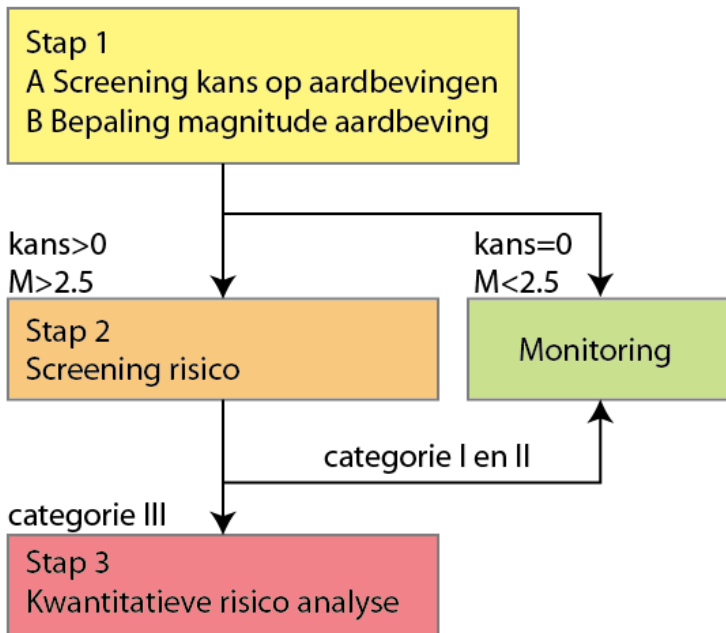 Stap 1
A Screening kans op aardbevingen
B Bepaling magnitude aardbeving
kans>0
M>2.5
kans=0
M<2.5
Stap 2
Screening risico
Monitoring
categorie I en II
categorie III
Stap 3
Kwantitatieve risico analyse